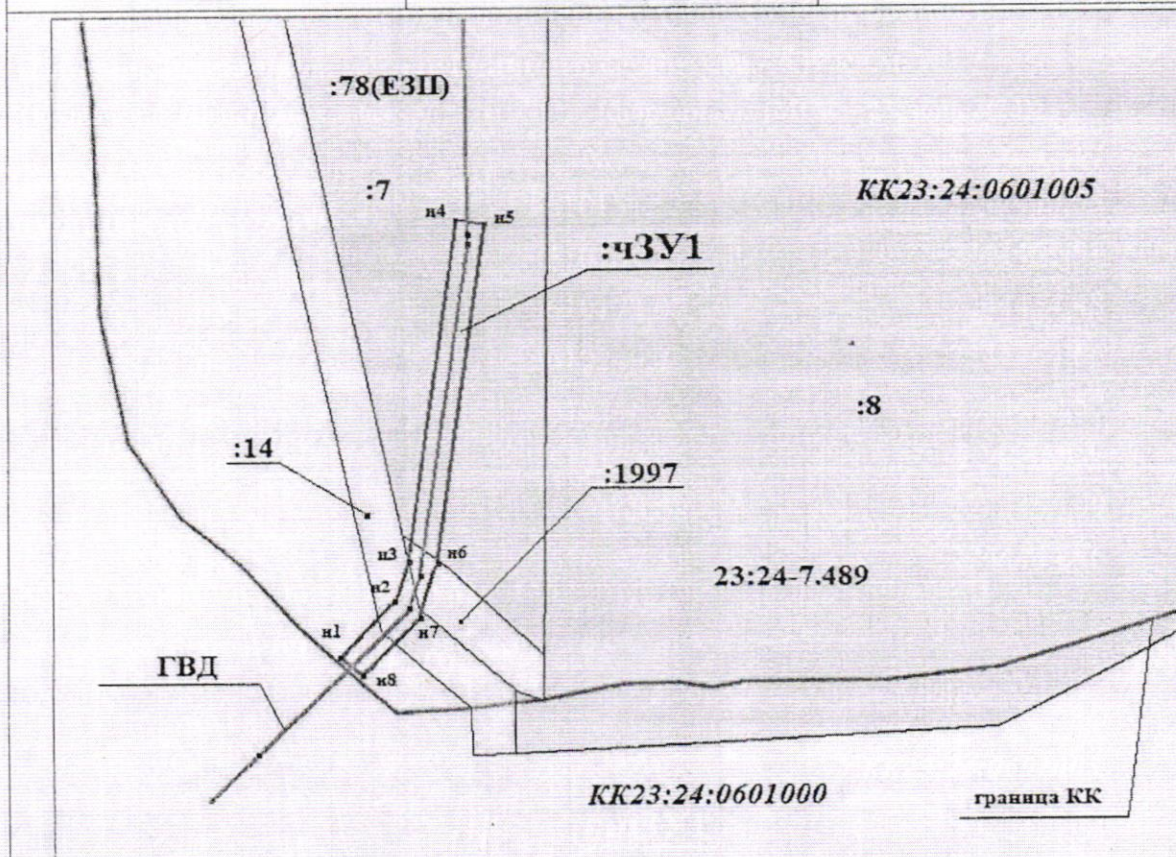 :78(ЕЗП)
:7
КК23:24:0601005
н4
н5
:чЗУ1
:8
:14
:1997
н3
н6
23:24-7.489
н2
н7
н1
ГВД
н8
КК23:24:0601000
граница КК